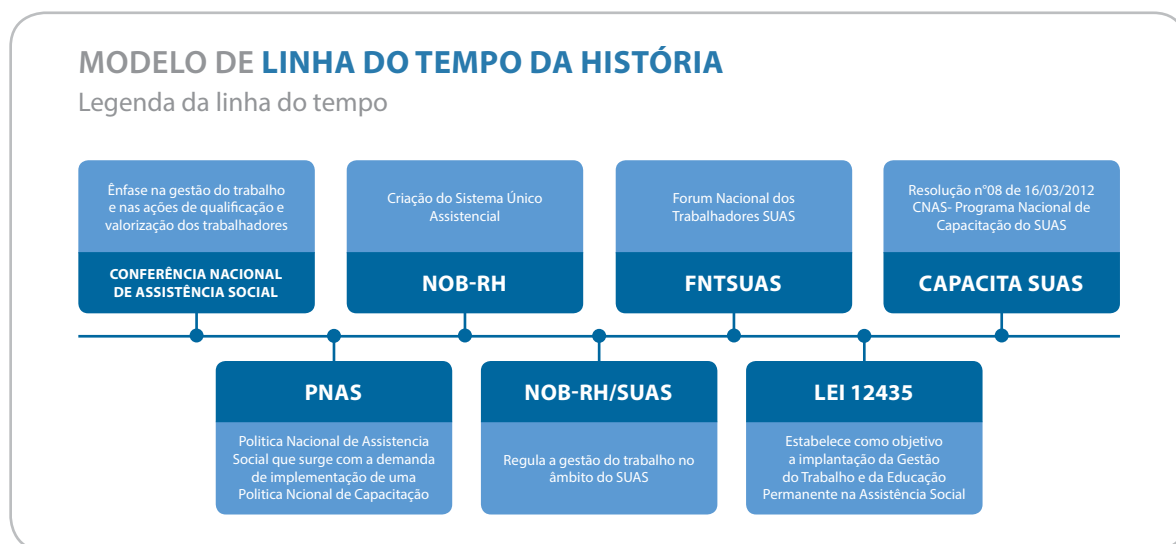 MODELO DE LINHA DO TEMPO DA HISTÓRIA
Legenda da linha do tempo
Ênfase na gestão do trabalho
e nas ações de qualificação e
valorização dos trabalhadores
CONFERÊNCIA NACIONAL
DE ASSISTÊNCIA SOCIAL
Criação do Sistema Único
Assistencial
NOB-RH
Forum Nacional dos
Trabalhadores SUAS
FNTSUAS
Resolução n°08 de 16/03/2012
CNAS- Programa Nacional de
Capacitação do SUAS
CAPACITA SUAS
PNAS
Politica Nacional de Assistencia
Social que surge com a demanda
de implementação de uma
Politica Ncional de Capacitação
NOB-RH/SUAS
Regula a gestão do trabalho no
âmbito do SUAS
LEI 12435
Estabelece como objetivo
a implantação da Gestão
do Trabalho e da Educação
Permanente na Assistência Social